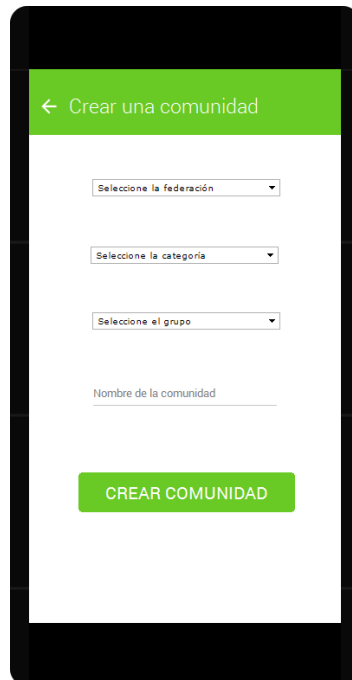 Crear una comunidad
Seleccione la federación
Seleccione la categoría
Seleccione el grupo
Nombre de la comunidad
CREAR COMUNIDAD